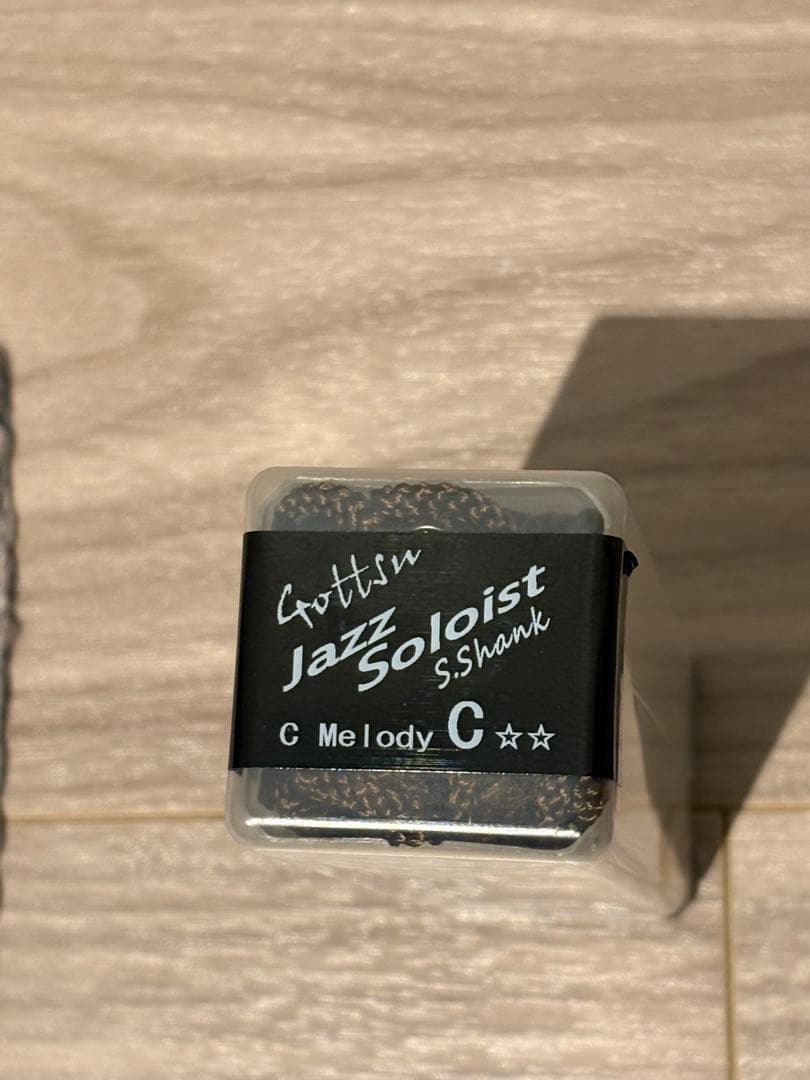 Gottsu
Jazz
Soloist
S.Shank
C Melody C☆☆